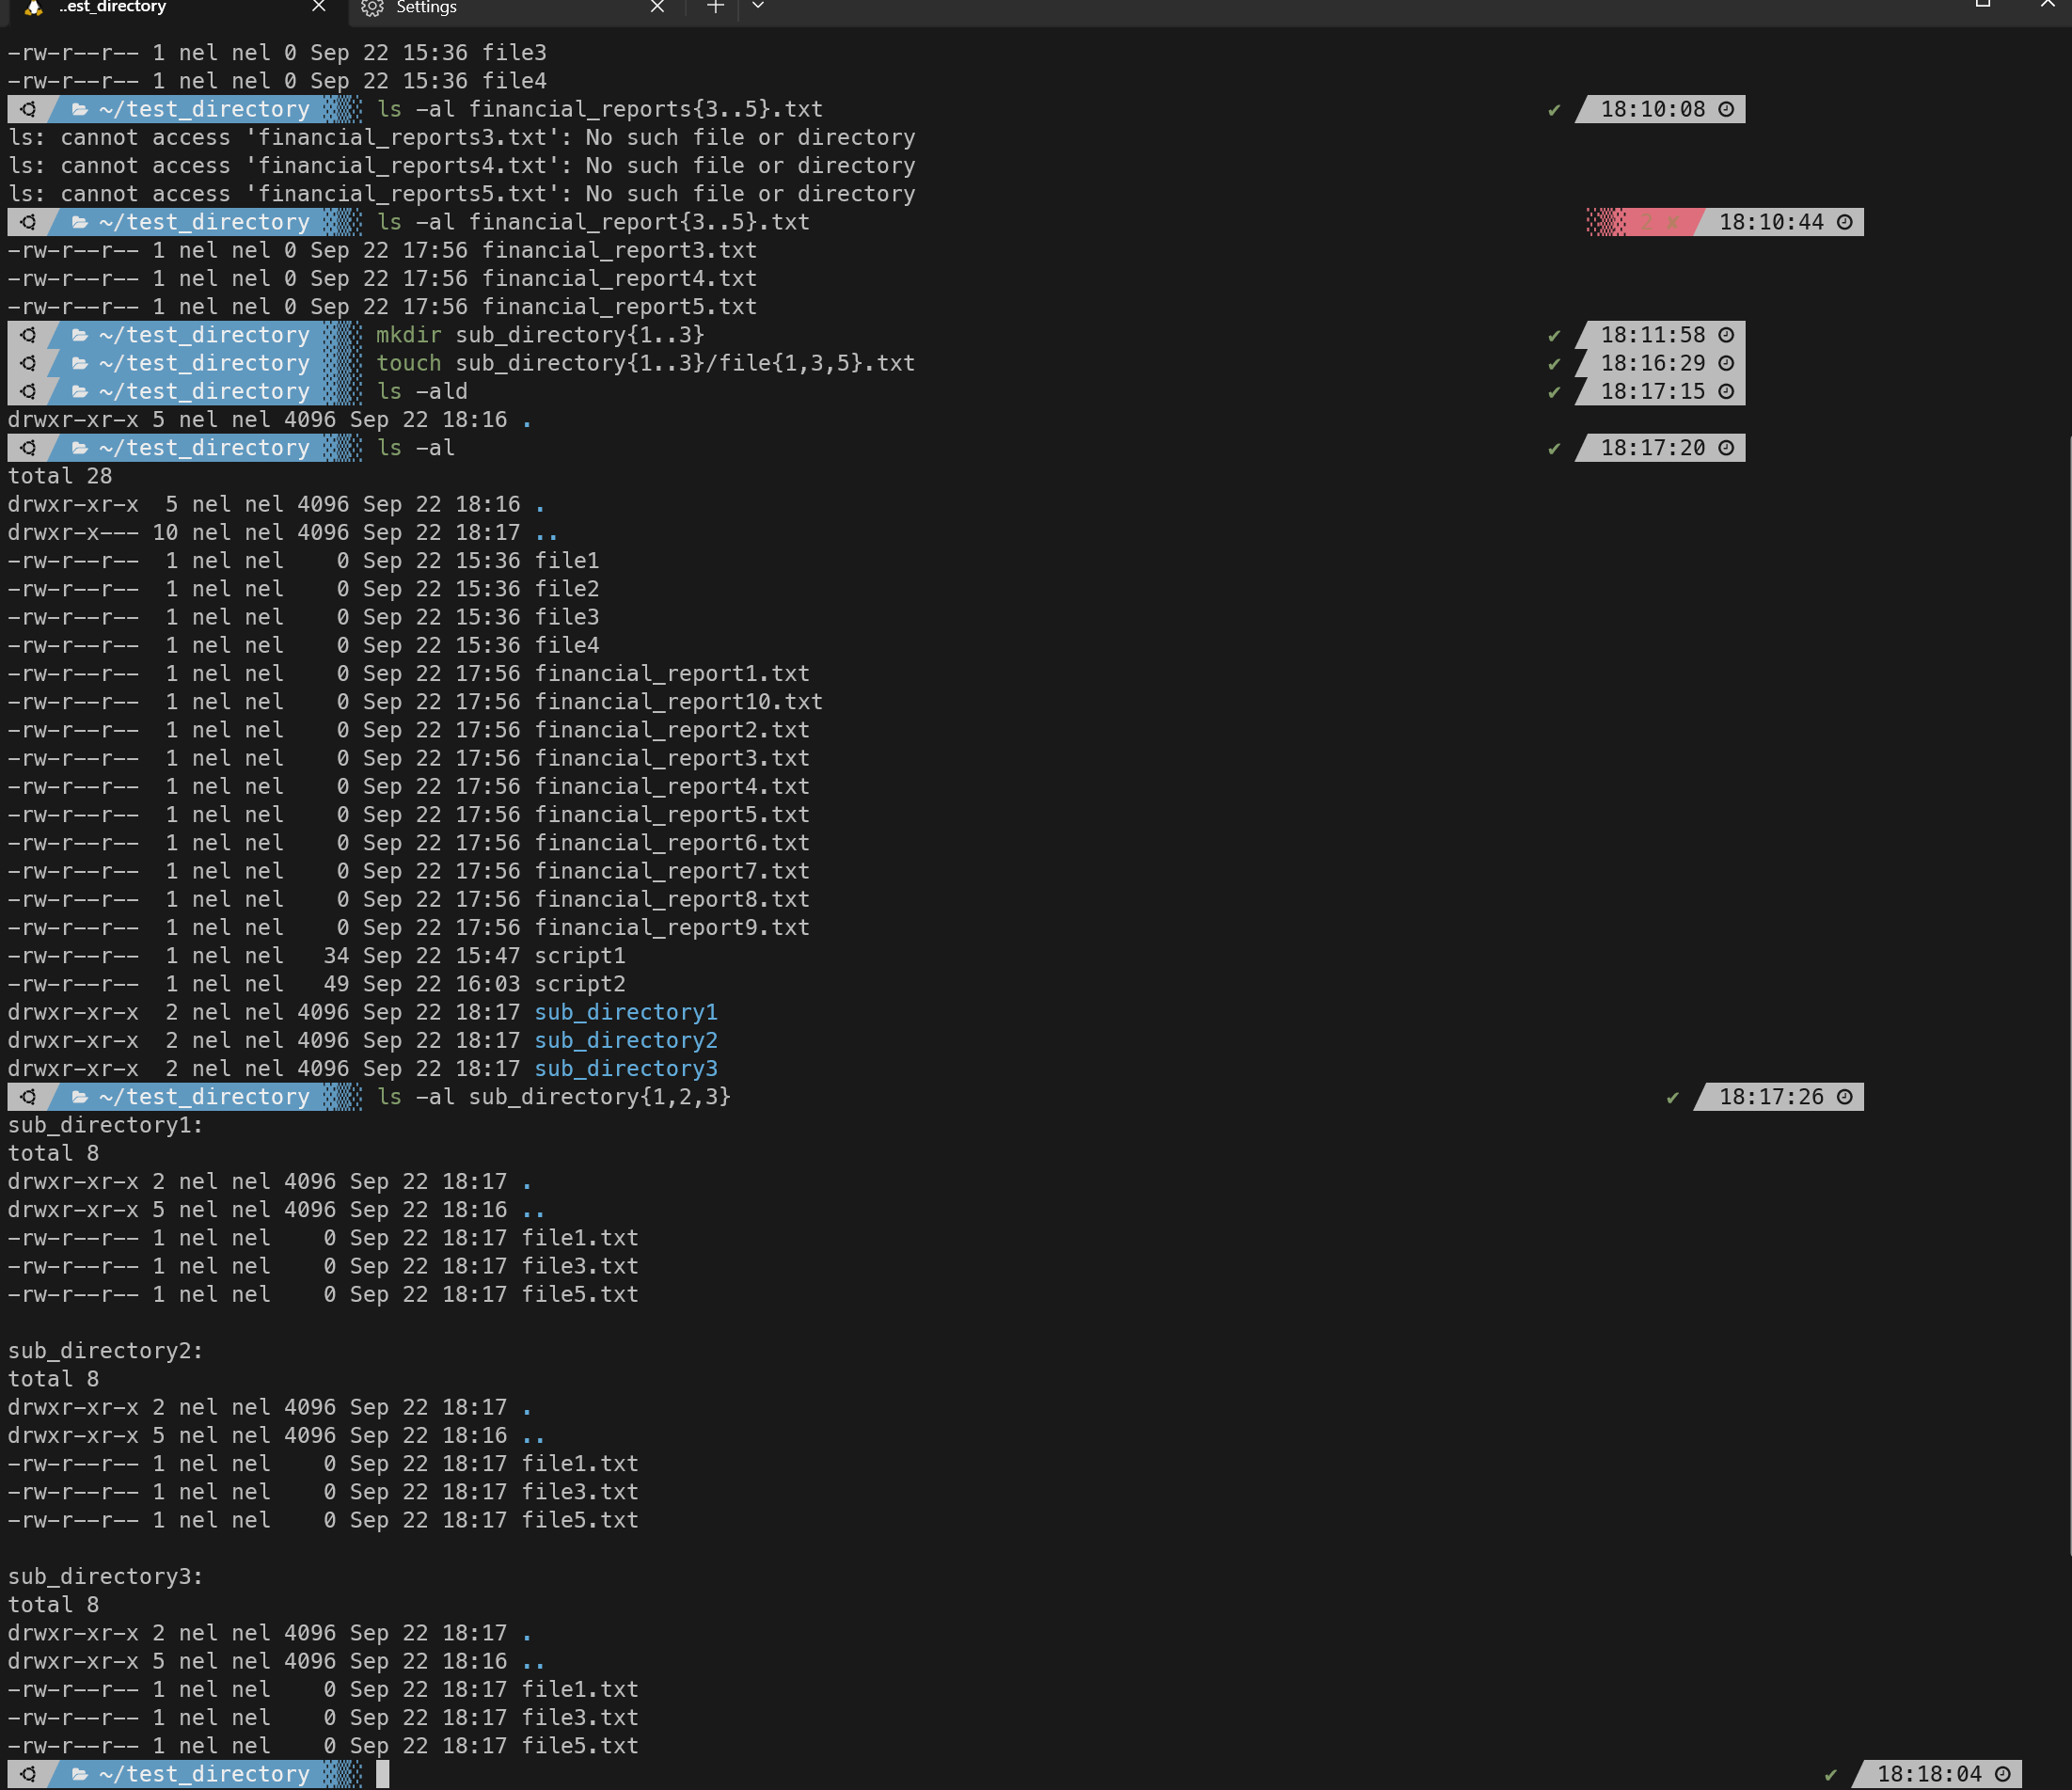 ..est_directory Settings
-rw-r--r-- 1 nel nel 0 Sep 22 15:36 file3
-rw-r--r-- 1 nel nel 0 Sep 22 15:36 file4
~/test_directory ls -al financial_reports{3..5}.txt ✔ 18:10:08
ls: cannot access 'financial_reports3.txt': No such file or directory
ls: cannot access 'financial_reports4.txt': No such file or directory
ls: cannot access 'financial_reports5.txt': No such file or directory
~/test_directory ls -al financial_report{3..5}.txt 2 ✘ 18:10:44
-rw-r--r-- 1 nel nel 0 Sep 22 17:56 financial_report3.txt
-rw-r--r-- 1 nel nel 0 Sep 22 17:56 financial_report4.txt
-rw-r--r-- 1 nel nel 0 Sep 22 17:56 financial_report5.txt
~/test_directory mkdir sub_directory{1..3} ✔ 18:11:58
~/test_directory touch sub_directory{1..3}/file{1,3,5}.txt ✔ 18:16:29
~/test_directory ls -ald ✔ 18:17:15
drwxr-xr-x 5 nel nel 4096 Sep 22 18:16 .
~/test_directory ls -al ✔ 18:17:20
total 28
drwxr-xr-x  5 nel nel 4096 Sep 22 18:16 .
drwxr-x--- 10 nel nel 4096 Sep 22 18:17 ..
-rw-r--r--  1 nel nel    0 Sep 22 15:36 file1
-rw-r--r--  1 nel nel    0 Sep 22 15:36 file2
-rw-r--r--  1 nel nel    0 Sep 22 15:36 file3
-rw-r--r--  1 nel nel    0 Sep 22 15:36 file4
-rw-r--r--  1 nel nel    0 Sep 22 17:56 financial_report1.txt
-rw-r--r--  1 nel nel    0 Sep 22 17:56 financial_report10.txt
-rw-r--r--  1 nel nel    0 Sep 22 17:56 financial_report2.txt
-rw-r--r--  1 nel nel    0 Sep 22 17:56 financial_report3.txt
-rw-r--r--  1 nel nel    0 Sep 22 17:56 financial_report4.txt
-rw-r--r--  1 nel nel    0 Sep 22 17:56 financial_report5.txt
-rw-r--r--  1 nel nel    0 Sep 22 17:56 financial_report6.txt
-rw-r--r--  1 nel nel    0 Sep 22 17:56 financial_report7.txt
-rw-r--r--  1 nel nel    0 Sep 22 17:56 financial_report8.txt
-rw-r--r--  1 nel nel    0 Sep 22 17:56 financial_report9.txt
-rw-r--r--  1 nel nel   34 Sep 22 15:47 script1
-rw-r--r--  1 nel nel   49 Sep 22 16:03 script2
drwxr-xr-x  2 nel nel 4096 Sep 22 18:17 sub_directory1
drwxr-xr-x  2 nel nel 4096 Sep 22 18:17 sub_directory2
drwxr-xr-x  2 nel nel 4096 Sep 22 18:17 sub_directory3
~/test_directory ls -al sub_directory{1,2,3} ✔ 18:17:26
sub_directory1:
total 8
drwxr-xr-x 2 nel nel 4096 Sep 22 18:17 .
drwxr-xr-x 5 nel nel 4096 Sep 22 18:16 ..
-rw-r--r-- 1 nel nel    0 Sep 22 18:17 file1.txt
-rw-r--r-- 1 nel nel    0 Sep 22 18:17 file3.txt
-rw-r--r-- 1 nel nel    0 Sep 22 18:17 file5.txt
sub_directory2:
total 8
drwxr-xr-x 2 nel nel 4096 Sep 22 18:17 .
drwxr-xr-x 5 nel nel 4096 Sep 22 18:16 ..
-rw-r--r-- 1 nel nel    0 Sep 22 18:17 file1.txt
-rw-r--r-- 1 nel nel    0 Sep 22 18:17 file3.txt
-rw-r--r-- 1 nel nel    0 Sep 22 18:17 file5.txt
sub_directory3:
total 8
drwxr-xr-x 2 nel nel 4096 Sep 22 18:17 .
drwxr-xr-x 5 nel nel 4096 Sep 22 18:16 ..
-rw-r--r-- 1 nel nel    0 Sep 22 18:17 file1.txt
-rw-r--r-- 1 nel nel    0 Sep 22 18:17 file3.txt
-rw-r--r-- 1 nel nel    0 Sep 22 18:17 file5.txt
~/test_directory ✔ 18:18:04